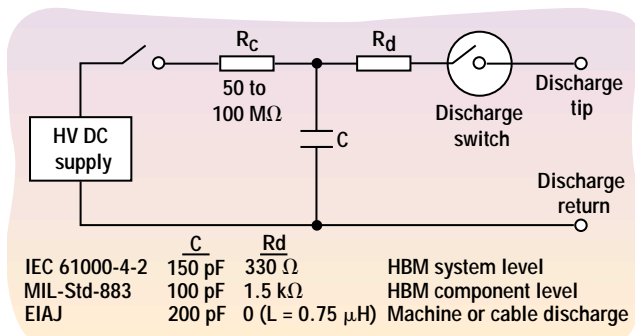 Rc
Rd
50 to
100 MΩ
HV DC
supply
C
Discharge
switch
Discharge
tip
Discharge
return
C Rd
IEC 61000-4-2 150 pF 330 Ω HBM system level
MIL-Std-883 100 pF 1.5 kΩ HBM component level
EIAJ 200 pF 0 (L = 0.75 μH) Machine or cable discharge